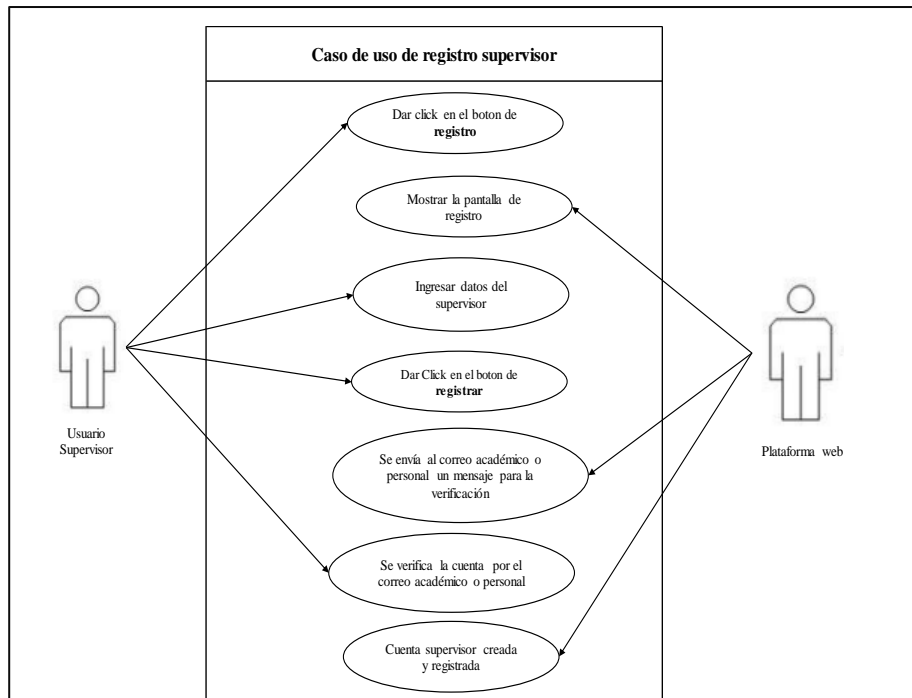 Caso de uso de registro supervisor
Dar click en el boton de
registro
Mostrar la pantalla de
registro
Ingresar datos del
supervisor
Dar Click en el boton de
registrar
Usuario
Supervisor
Se envía al correo académico o
personal un mensaje para la
verificación
Plataforma web
Se verifica la cuenta por el
correo académico o personal
Cuenta supervisor creada
y registrada